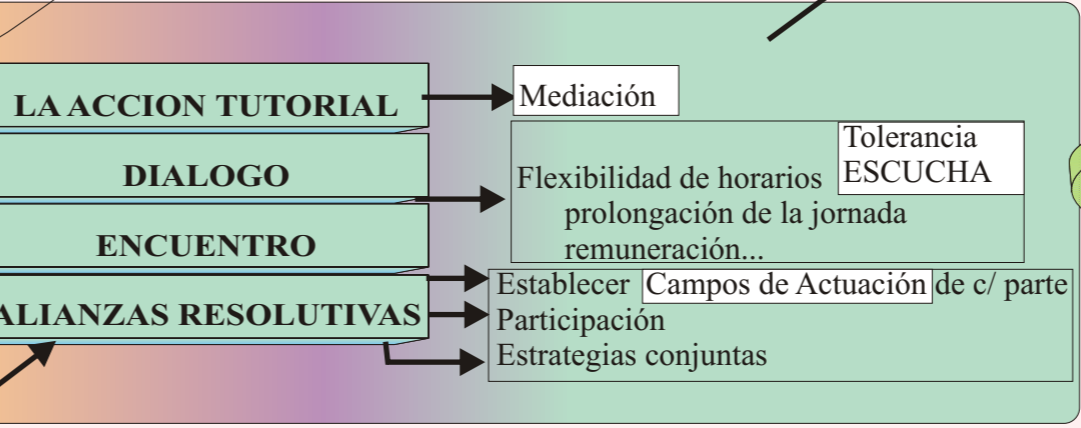 LA ACCION TUTORIAL
Mediación
DIALOGO
Tolerancia
ESCUCHA
Flexibilidad de horarios
prolongación de la jornada
remuneración...
ENCUENTRO
ALIANZAS RESOLUTIVAS
Establecer Campos de Actuación de c/ parte
Participación
Estrategias conjuntas